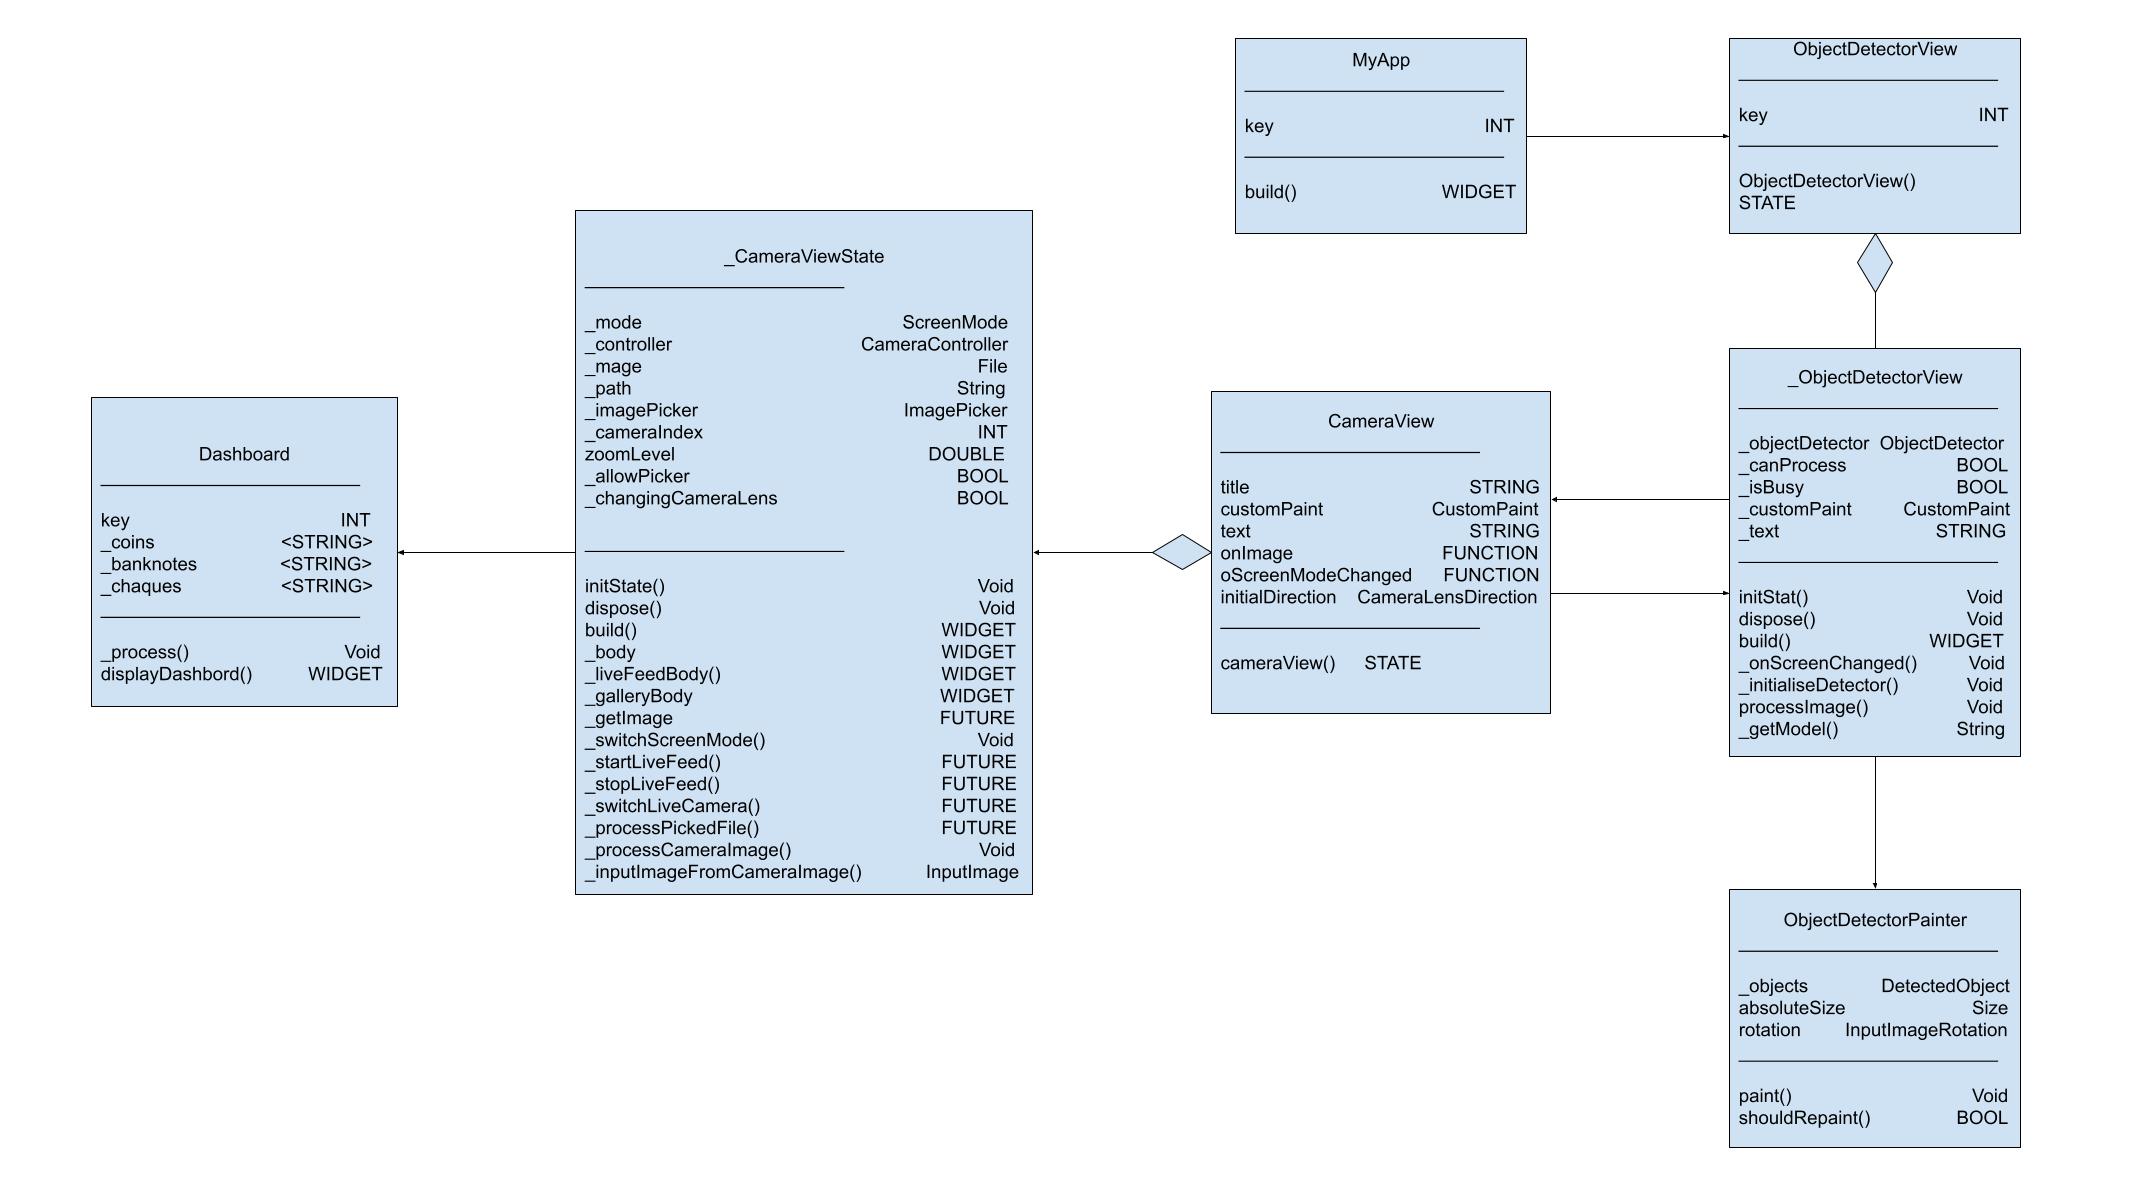 MyApp
key INT
build() WIDGET
ObjectDetectorView
key INT
ObjectDetectorView()
STATE
_CameraViewState
_mode ScreenMode
_controller CameraController
_mage File
_path String
_imagePicker ImagePicker
_cameraIndex INT
zoomLevel DOUBLE
_allowPicker BOOL
_changingCameraLens BOOL
initState() Void
dispose() Void
build() WIDGET
_body WIDGET
_liveFeedBody() WIDGET
_galleryBody WIDGET
_getImage FUTURE
_switchScreenMode() Void
_startLiveFeed() FUTURE
_stopLiveFeed() FUTURE
_switchLiveCamera() FUTURE
_processPickedFile() FUTURE
_processCameraImage() Void
_inputImageFromCameraImage() InputImage
Dashboard
key INT
_coins <STRING>
_banknotes <STRING>
_chaques <STRING>
_process() Void
displayDashbord() WIDGET
CameraView
title STRING
customPaint CustomPaint
text STRING
onImage FUNCTION
oScreenModeChanged FUNCTION
initialDirection CameraLensDirection
cameraView() STATE
_ObjectDetectorView
_objectDetector ObjectDetector
_canProcess BOOL
_isBusy BOOL
_customPaint CustomPaint
_text STRING
initStat() Void
dispose() Void
build() WIDGET
_onScreenChanged() Void
_initialiseDetector() Void
processImage() Void
_getModel() String
ObjectDetectorPainter
_objects DetectedObject
absoluteSize Size
rotation InputImageRotation
paint() Void
shouldRepaint() BOOL